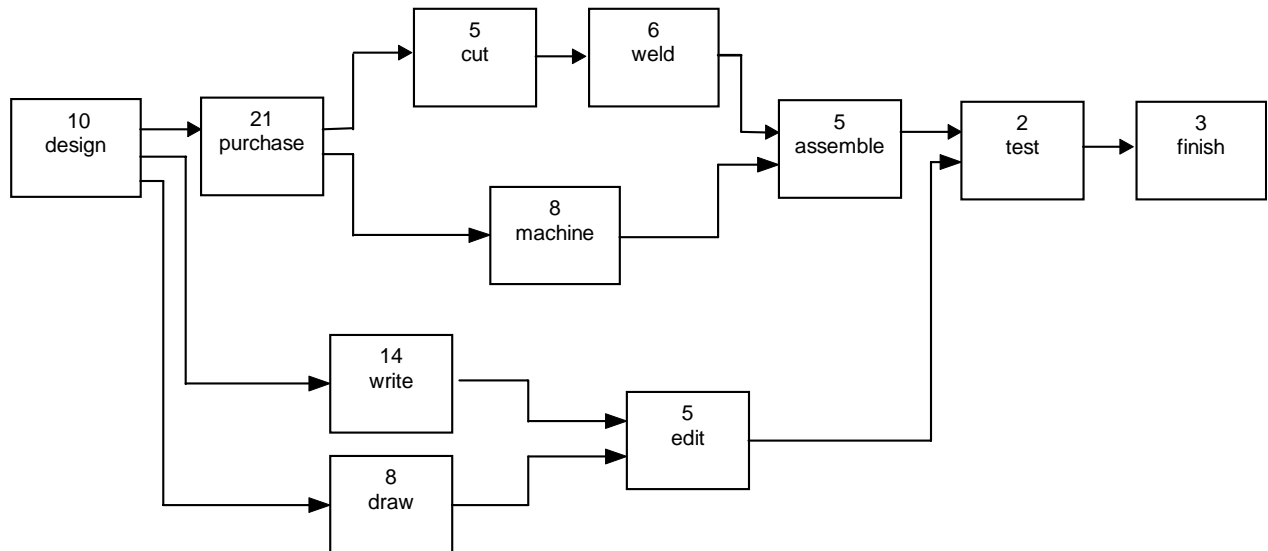 5
cut
6
weld
10
design
21
purchase
5
assemble
2
test
3
finish
8
machine
14
write
5
edit
8
draw